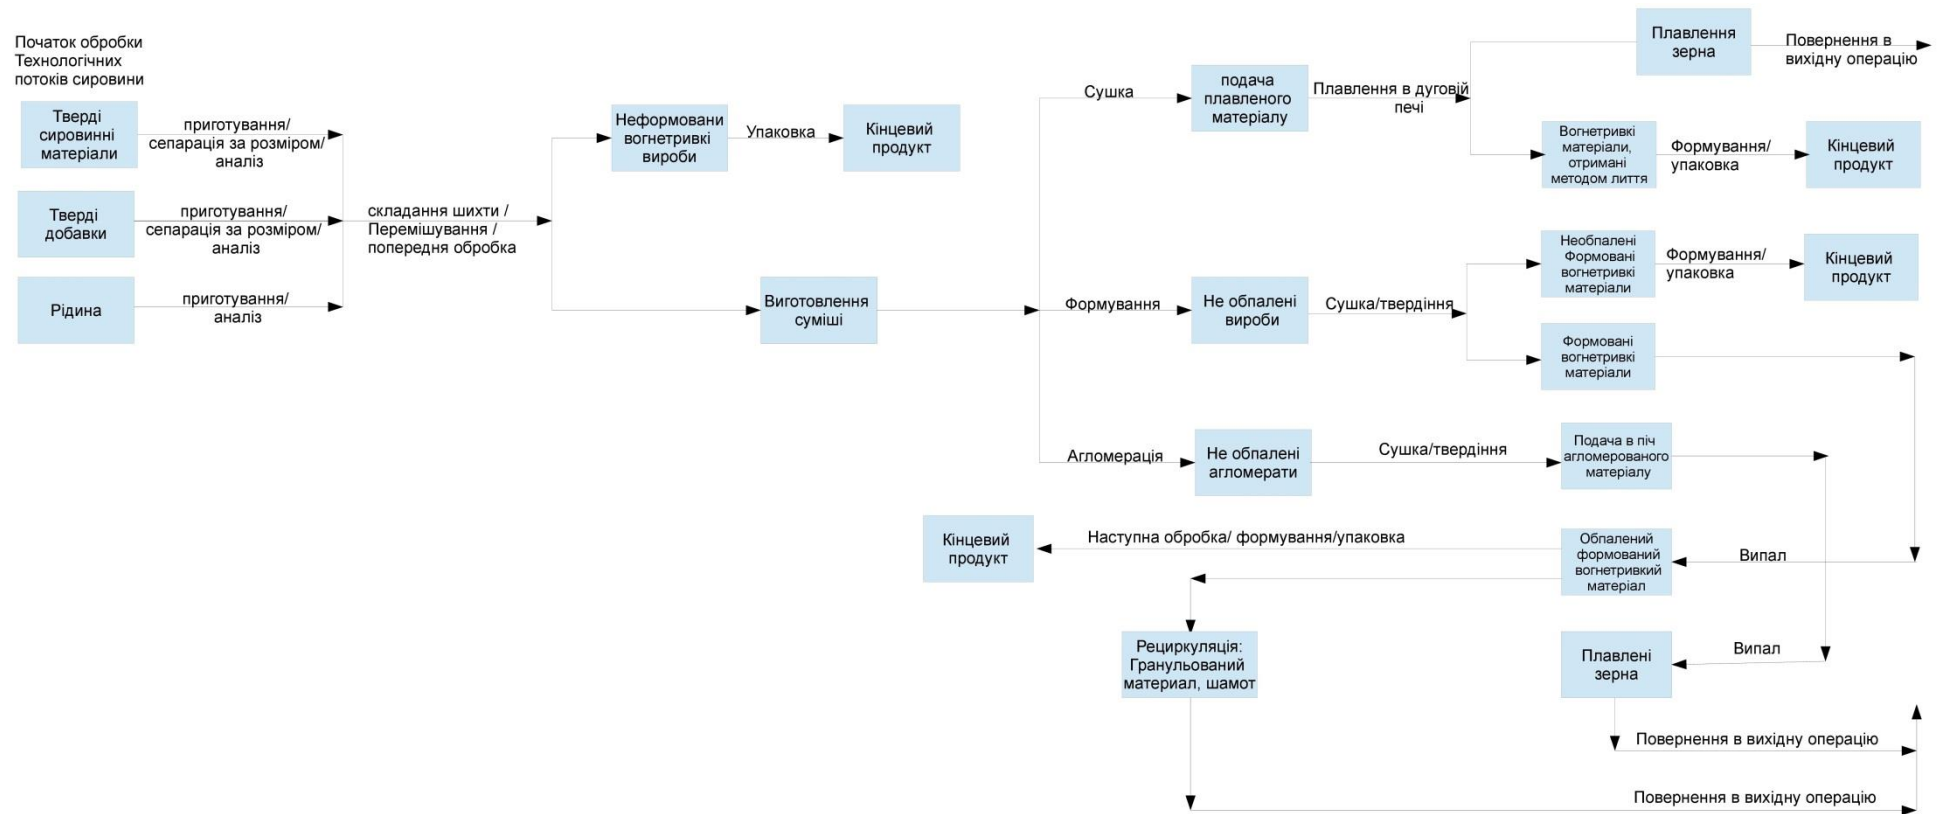 Початок обробки
Технологічних
потоків сировини
Тверді
сировинні
матеріали
приготування/
сепарація за розміром/
аналіз
Тверді
добавки
приготування/
сепарація за розміром/
аналіз
Рідина
приготування/
аналіз
складання шихти /
Перемішування /
попередня обробка
Неформовани
вогнетривкі
вироби
Упаковка
Кінцевий
продукт
Виготовлення
суміші
Сушка
подача
плавленого
матеріалу
Плавлення в дуговій
печі
Плавлення
зерна
Повернення в
вихідну операцію
Вогнетривкі
матеріали,
отримані
методом лиття
Формування/
упаковка
Кінцевий
продукт
Формування
Не обпалені
вироби
Сушка/твердіння
Необпалені
Формовані
вогнетривкі
матеріали
Формування/
упаковка
Кінцевий
продукт
Формовані
вогнетривкі
матеріали
Агломерація
Не обпалені
агломерати
Сушка/твердіння
Подача в піч
агломерованого
матеріалу
Кінцевий
продукт
Наступна обробка/ формування/упаковка
Обпалений
формований
вогнетривкий
матеріал
Випал
Рециркуляція:
Гранульований
материал, шамот
Плавлені
зерна
Випал
Повернення в вихідну операцію
Повернення в вихідну операцію